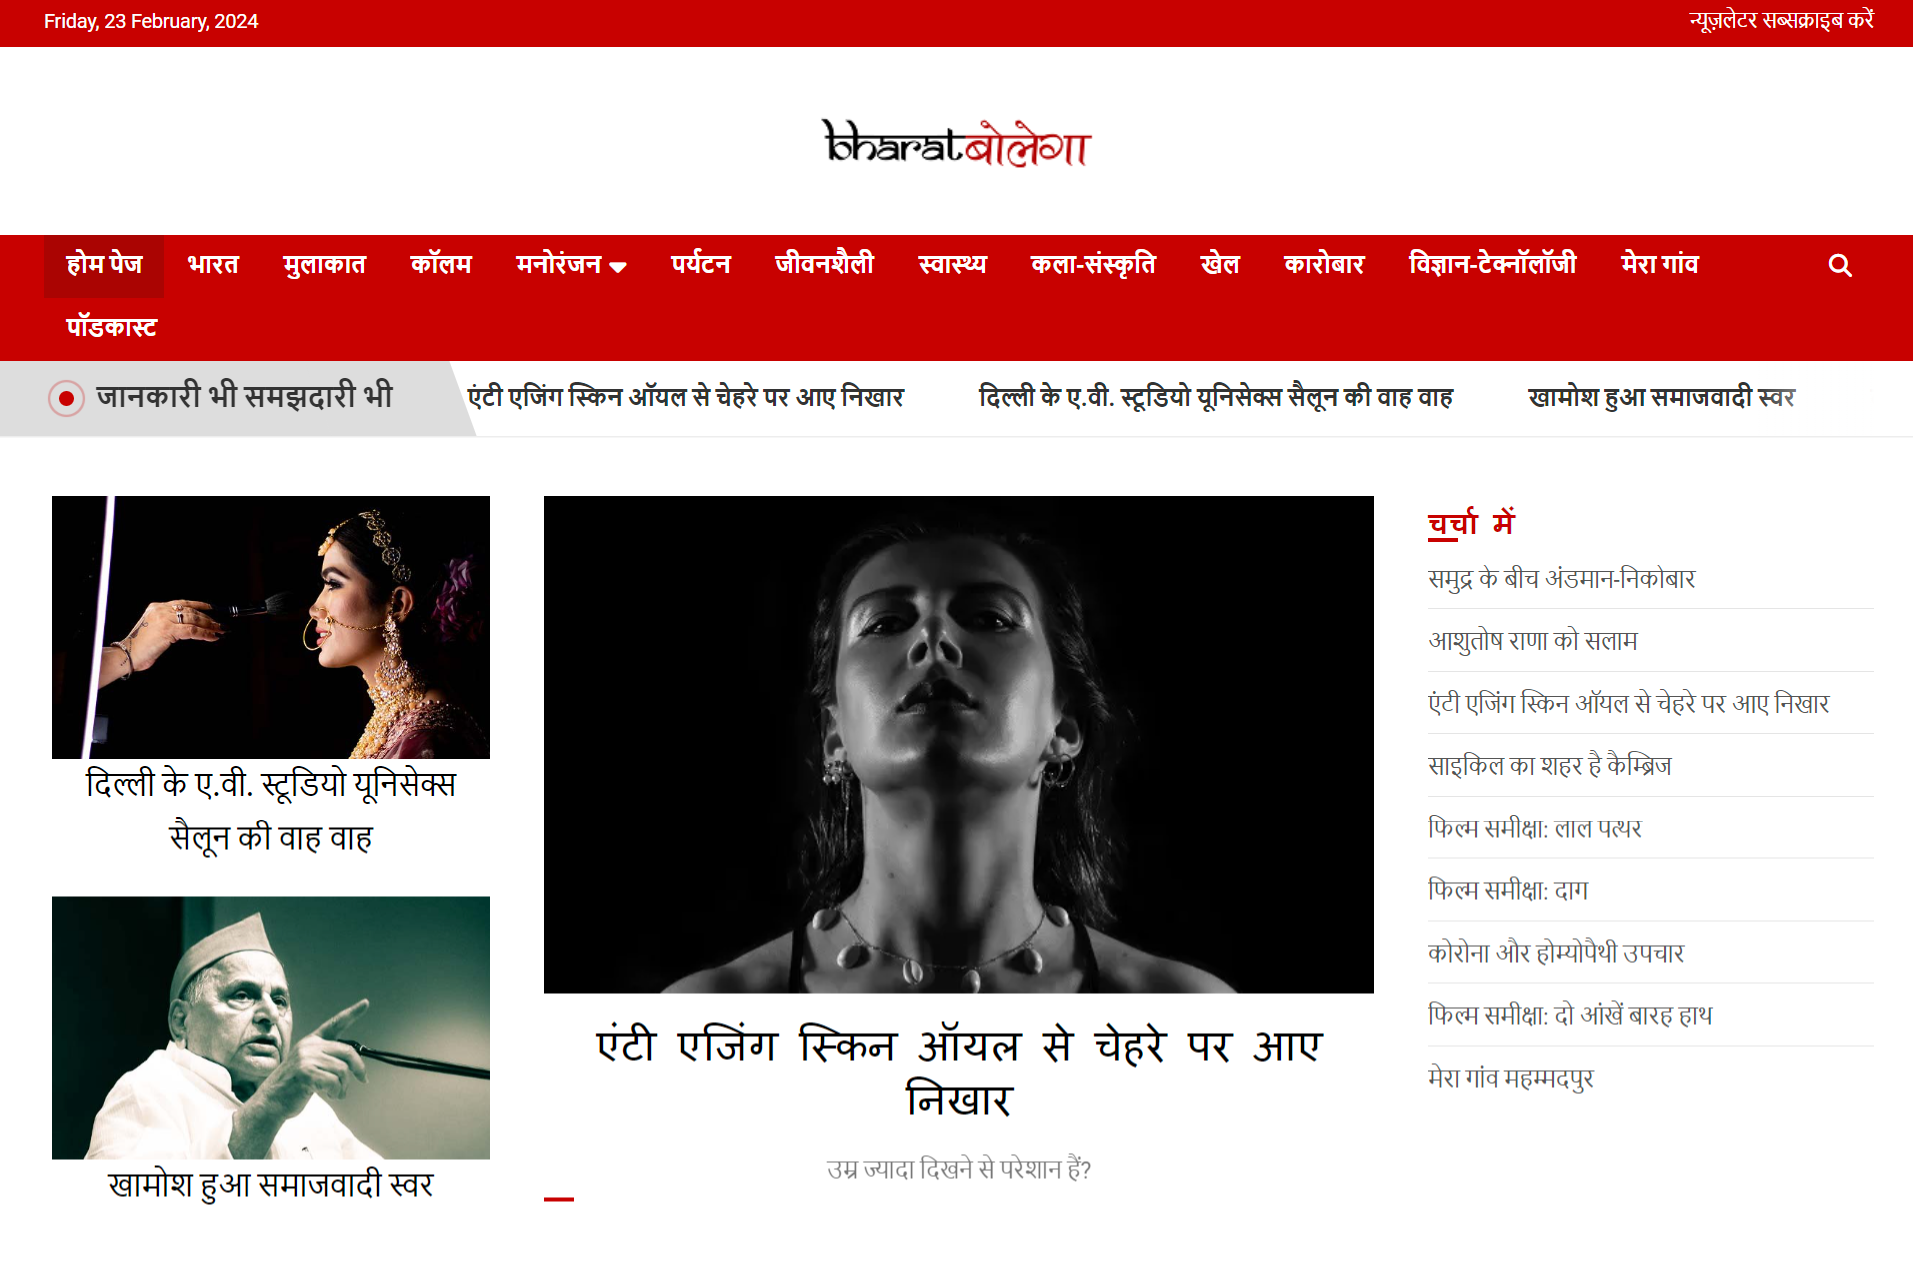 Friday, 23 February, 2024
न्यूज़लेटर सब्सक्राइब करें
bharatबोलेगा
होम पेज भारत मुलाकात कॉलम मनोरंजन पर्यटन जीवनशैली स्वास्थ्य कला-संस्कृति खेल कारोबार विज्ञान-टेक्नॉलॉजी मेरा गांव
पॉडकास्ट
जानकारी भी समझदारी भी
एंटी एजिंग स्किन ऑयल से चेहरे पर आए निखार दिल्ली के ए.वी. स्टूडियो यूनिसेक्स सैलून की वाह वाह खामोश हुआ समाजवादी स्वर
दिल्ली के ए.वी. स्टूडियो यूनिसेक्स
सैलून की वाह वाह
खामोश हुआ समाजवादी स्वर
एंटी एजिंग स्किन ऑयल से चेहरे पर आए
निखार
उम्र ज्यादा दिखने से परेशान हैं?
चर्चा में
समुद्र के बीच अंडमान-निकोबार
आशुतोष राणा को सलाम
एंटी एजिंग स्किन ऑयल से चेहरे पर आए निखार
साइकिल का शहर है कैम्ब्रिज
फिल्म समीक्षा: लाल पत्थर
फिल्म समीक्षा: दाग
कोरोना और होम्योपैथी उपचार
फिल्म समीक्षा: दो आंखें बारह हाथ
मेरा गांव महम्मदपुर